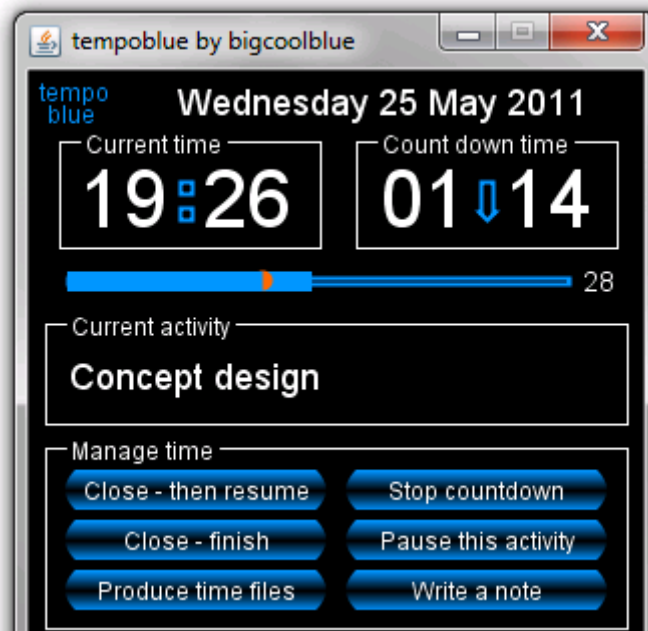 tempoblue by bigcoolblue
tempo
blue
Wednesday 25 May 2011
Current time
Count down time
19:26
01⇩14
28
Current activity
Concept design
Manage time
Close - then resume
Stop countdown
Close - finish
Pause this activity
Produce time files
Write a note